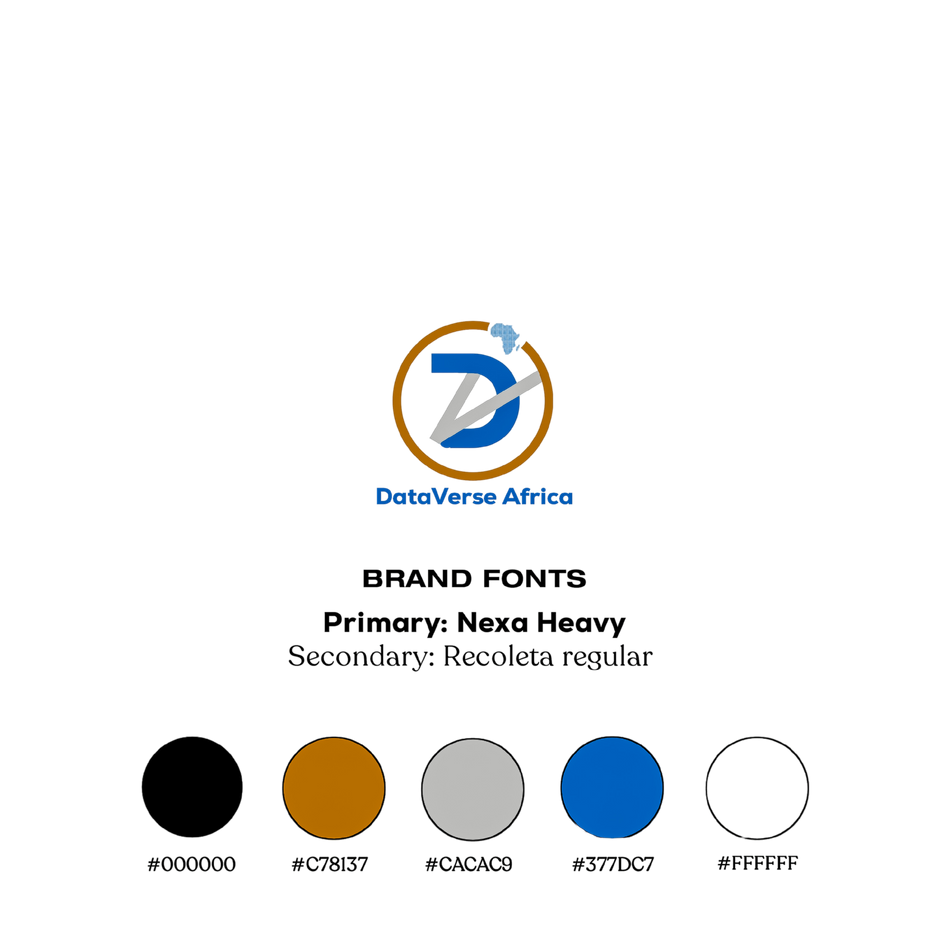 DataVerse Africa
BRAND FONTS
Primary: Nexa Heavy
Secondary: Recoleta regular
#000000 #C78137 #CACAC9 #377DC7 #FFFFFF